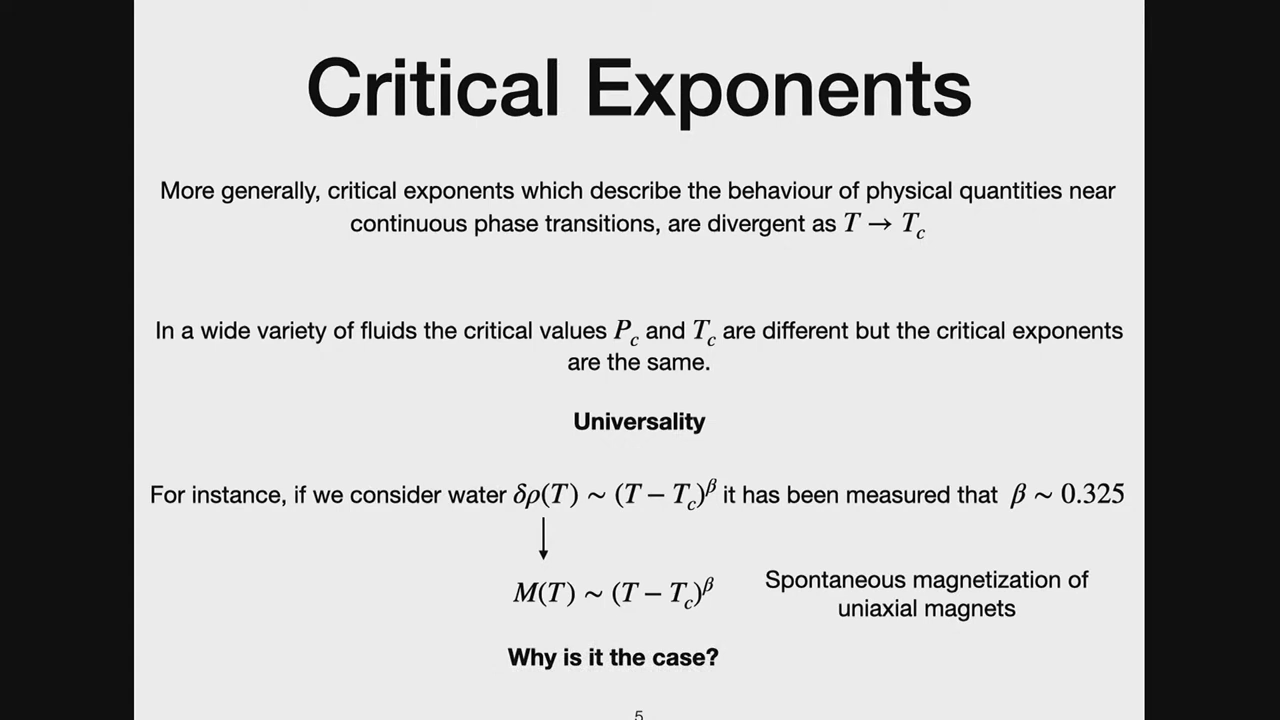 Critical Exponents
More generally, critical exponents which describe the behaviour of physical quantities near
continuous phase transitions, are divergent as T → T_c
In a wide variety of fluids the critical values P_c and T_c are different but the critical exponents
are the same.
Universality
For instance, if we consider water δρ(T) ~ (T − T_c)^β it has been measured that β ~ 0.325
M(T) ~ (T − T_c)^β
Spontaneous magnetization of
uniaxial magnets
Why is it the case?
5